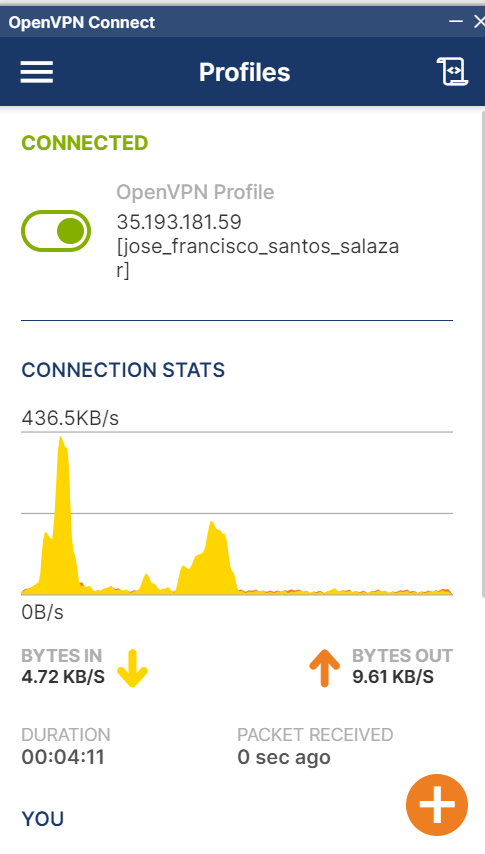 OpenVPN Connect
Profiles
CONNECTED
OpenVPN Profile
35.193.181.59
[jose_francisco_santos_salaza
r]
CONNECTION STATS
436.5KB/s
0B/s
BYTES IN
4.72 KB/S
BYTES OUT
9.61 KB/S
DURATION
00:04:11
PACKET RECEIVED
0 sec ago
YOU